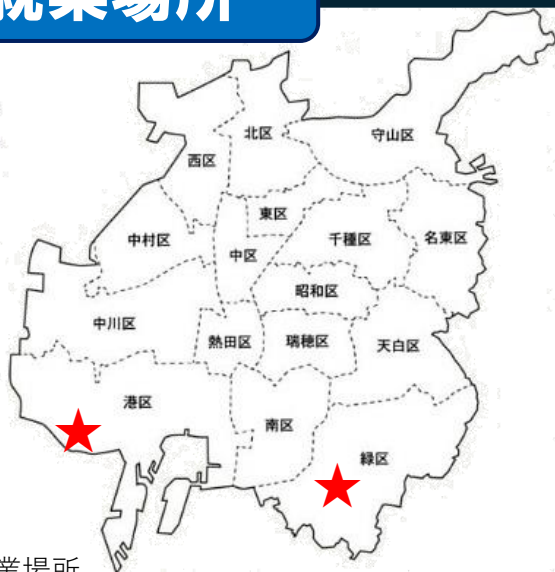 就業場所
北区
守山区
西区
東区
中村区
千種区
名東区
中区
昭和区
中川区
熱田区
瑞穂区
天白区
港区
南区
緑区
業場所